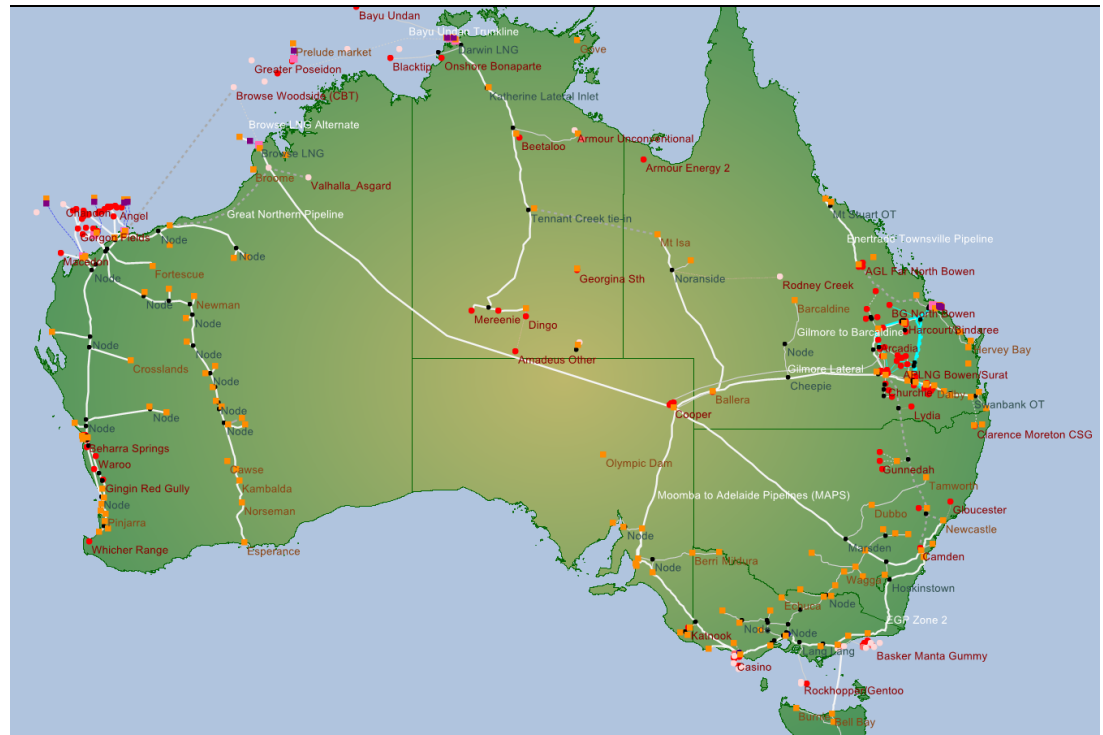 Bayu Undan
Bayu Undan Trunkline
Prelude market
Darwin LNG
Gove
Greater Poseidon
Blacktip
Onshore Bonaparte
Browse Woodside (CBT)
Katherine Lateral Inlet
Browse LNG Alternate
Beetaloo
Armour Unconventional
Browse LNG
Armour Energy 2
Broome
Valhalla_Asgard
Angel
Great Northern Pipeline
Tennant Creek tie-in
Mt Stuart OT
Gorgon Fields
Node
Mt Isa
Enertrade Townsville Pipeline
Macedon
Node
Node
Fortescue
Georgina Sth
Noranside
AGL Far North Bowen
Rodney Creek
Node
Newman
Barcaldine
BG North Bowen
Mereenie
Dingo
Node
Gilmore to Barcaldine
Harcourt/Bindaree
Node
Amadeus Other
Node
Arcadia
Hervey Bay
Crosslands
Gilmore Lateral
APLNG Bowen/Surat
Node
Cheepie
Ballera
Churchie
Dalby
Swanbank OT
Node
Cooper
Lydia
Node
Node
Clarence Moreton CSG
Beharra Springs
Olympic Dam
Waroo
Cawse
Gunnedah
Gingin Red Gully
Kambalda
Tamworth
Moomba to Adelaide Pipelines (MAPS)
Node
Norseman
Dubbo
Gloucester
Pinjarra
Newcastle
Node
Marsden
Whicher Range
Esperance
Camden
Berri Mildura
Node
Wagga
Honkinstown
Echuca
Node
EGP Zone 2
Katnook
Node
Node
Lang Lang
Basker Manta Gummy
Casino
Rockhopper/Gentoo
Bell Bay